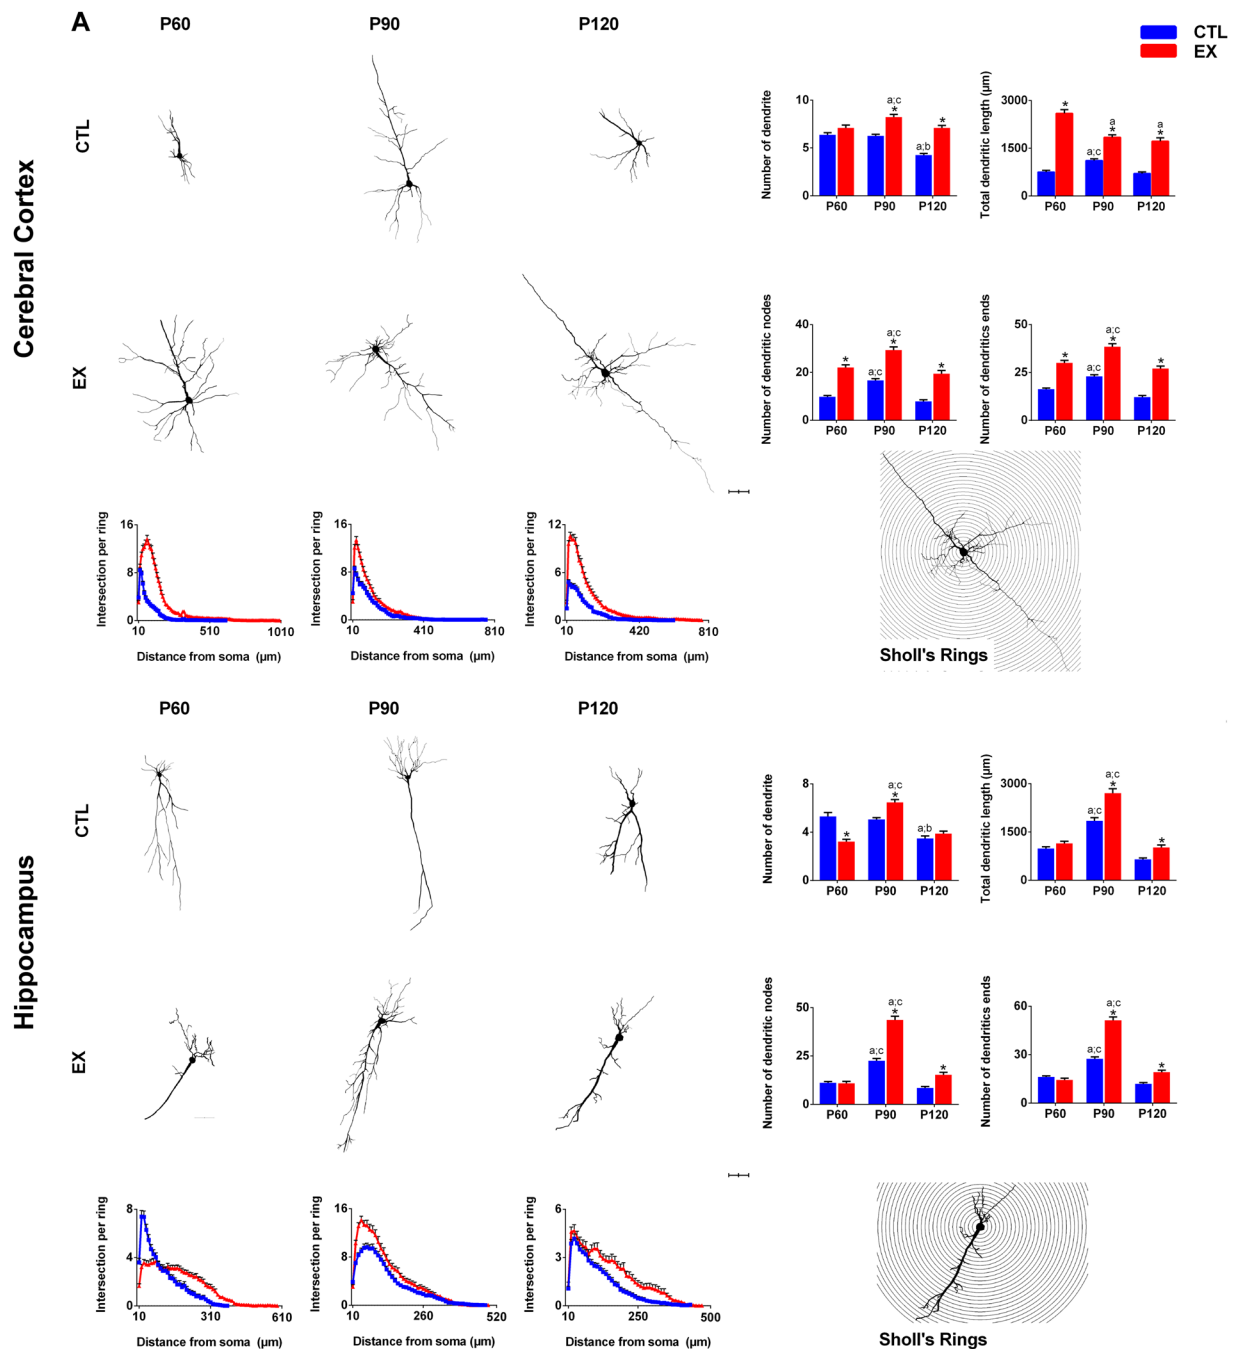 A
P60
P90
P120
CTL
EX
Cerebral Cortex
CTL
EX
Number of dendrite
10
5
0
a;c
*
*
a;b
P60
P90
P120
Total dendritic length (µm)
3000
1500
0
*
a;c
a
*
a
*
P60
P90
P120
Number of dendritic nodes
40
20
0
*
a;c
a;c
*
*
P60
P90
P120
Number of dendritics ends
50
25
0
*
a;c
a;c
*
*
P60
P90
P120
Intersection per ring
16
8
0
10
510
1010
Distance from soma (µm)
Intersection per ring
16
8
0
10
410
810
Distance from soma (µm)
Intersection per ring
12
8
4
0
10
420
810
Distance from soma (µm)
Sholl's Rings
Hippocampus
P60
P90
P120
CTL
EX
Number of dendrite
8
4
0
*
a;c
*
a;b
P60
P90
P120
Total dendritic length (µm)
3000
1500
0
a;c
a;c
*
*
P60
P90
P120
Number of dendritic nodes
50
25
0
a;c
a;c
*
*
P60
P90
P120
Number of dendritics ends
60
30
0
a;c
a;c
*
*
P60
P90
P120
Intersection per ring
8
4
0
10
310
610
Distance from soma (µm)
Intersection per ring
16
12
8
4
0
10
260
520
Distance from soma (µm)
Intersection per ring
6
3
0
10
250
500
Distance from soma (µm)
Sholl's Rings